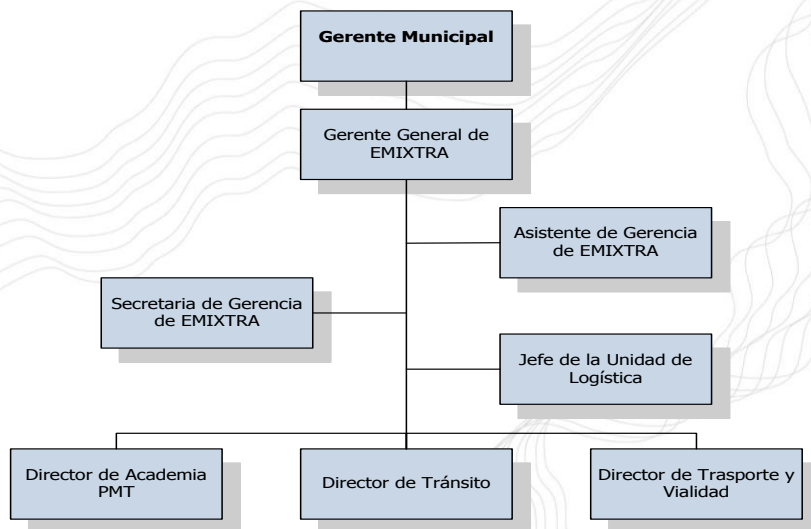 Gerente Municipal
Gerente General de
EMIXTRA
Asistente de Gerencia
de EMIXTRA
Secretaria de Gerencia
de EMIXTRA
Jefe de la Unidad de
Logística
Director de Academia
PMT
Director de Tránsito
Director de Trasporte y
Vialidad